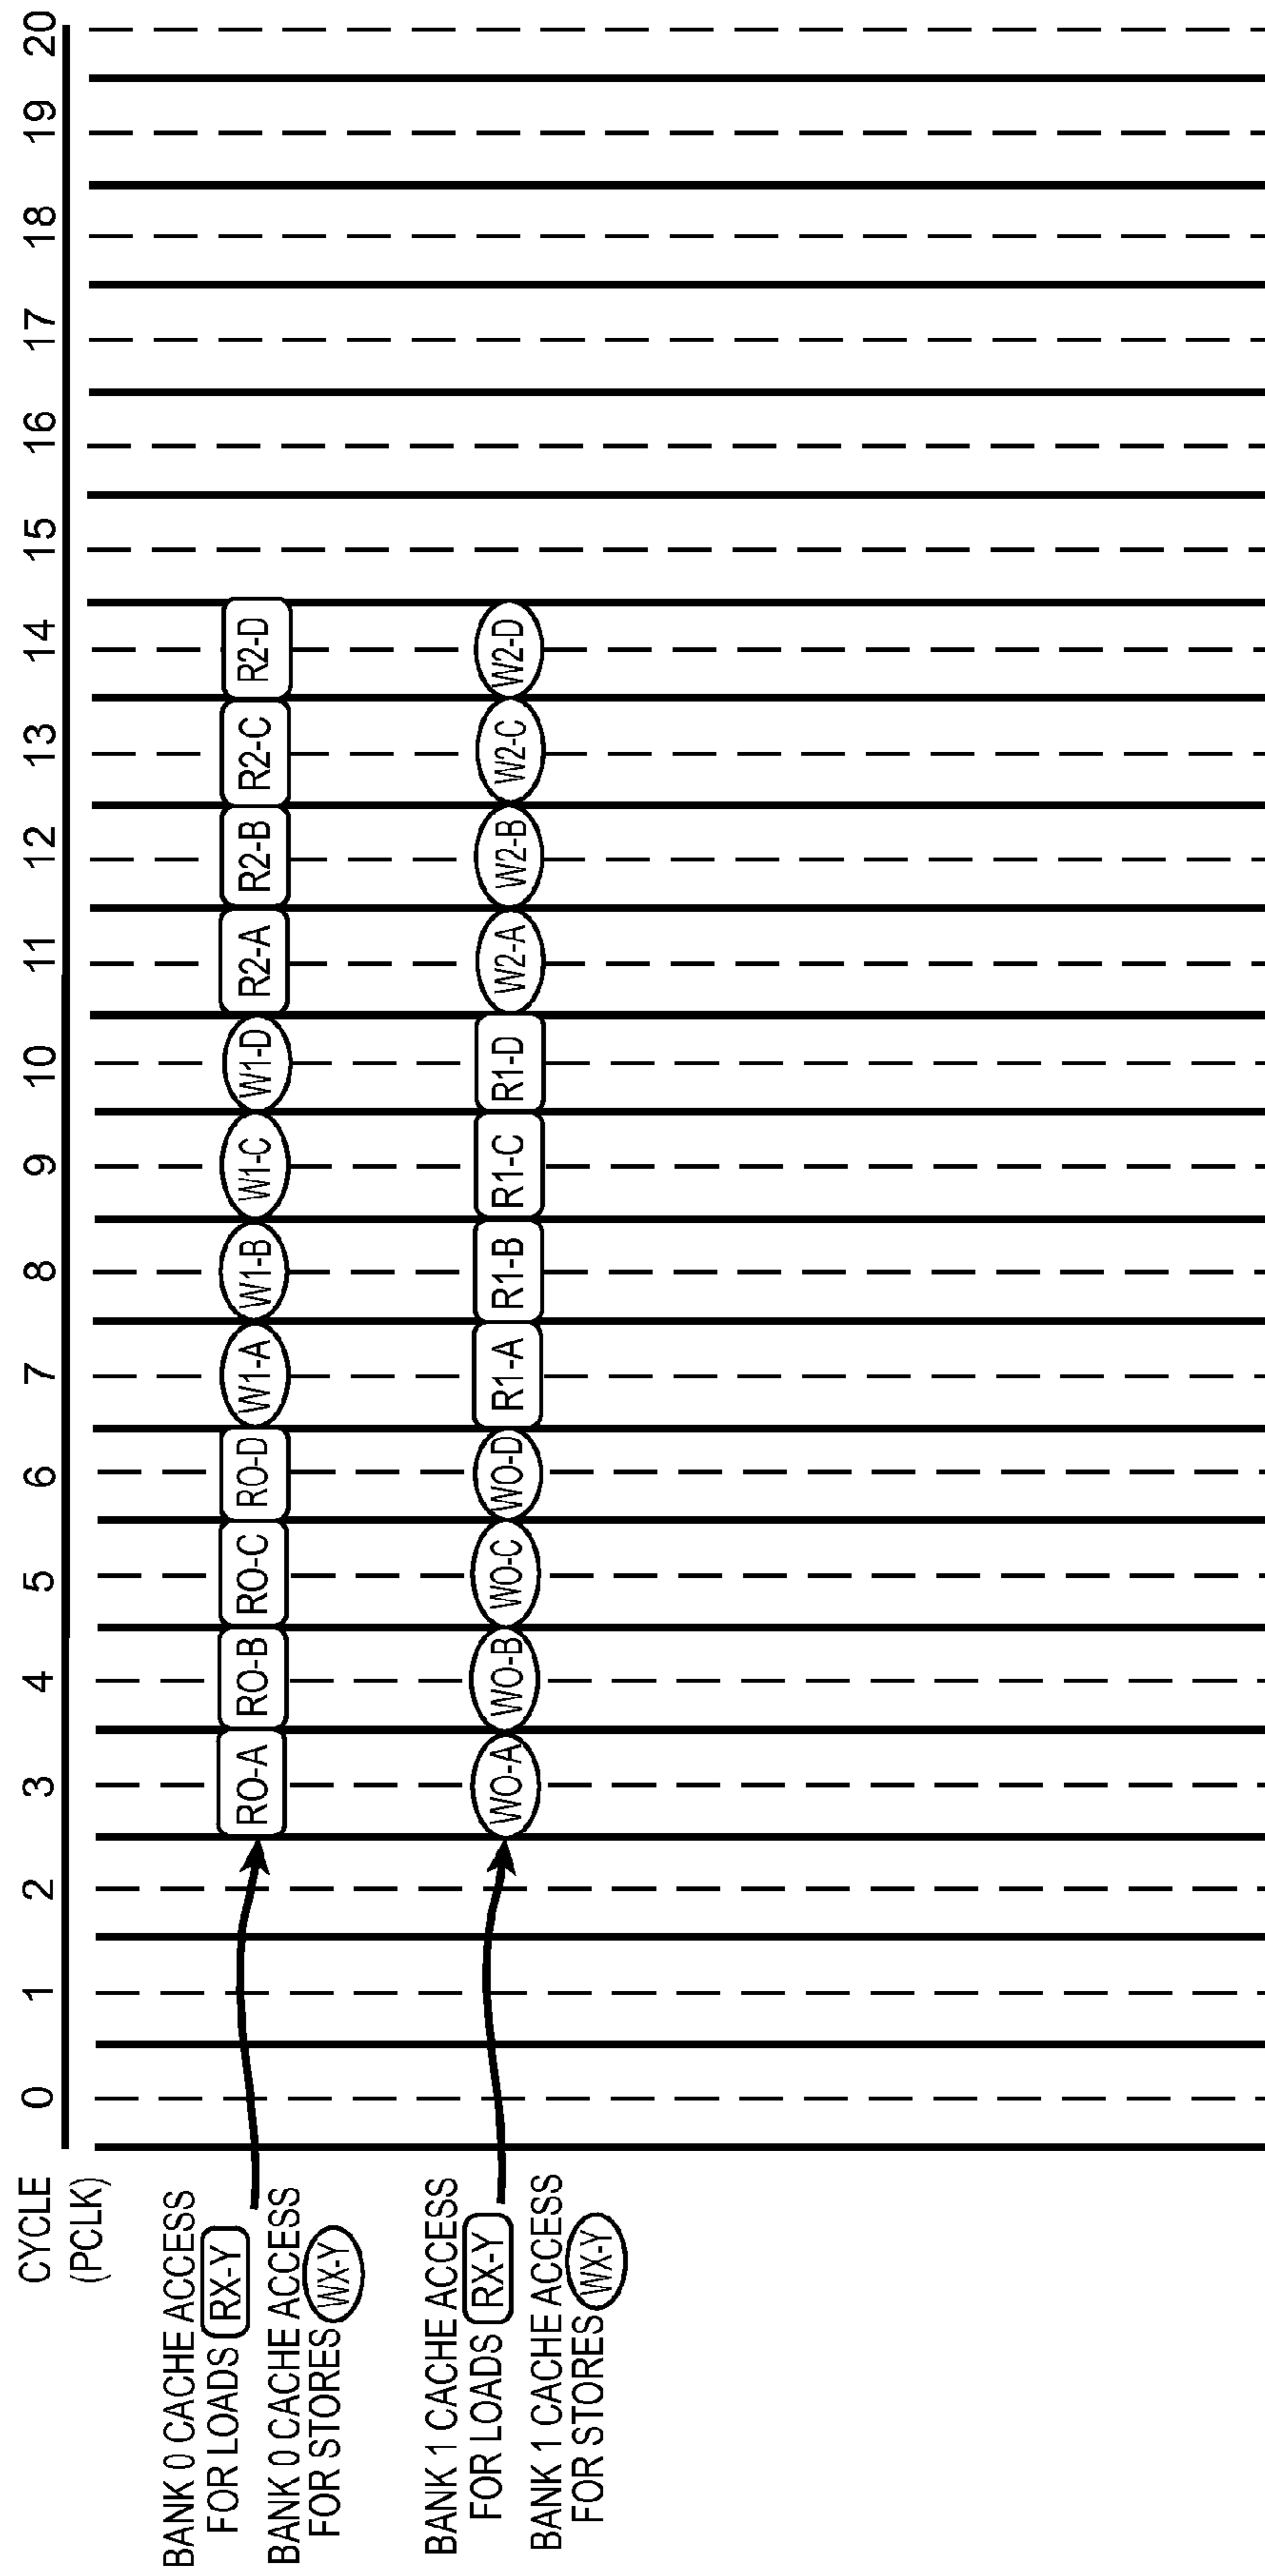 CYCLE 0 1 2 3 4 5 6 7 8 9 10 11 12 13 14 15 16 17 18 19 20
(PCLK)
BANK 0 CACHE ACCESS
FOR LOADS RX-Y
BANK 0 CACHE ACCESS
FOR STORES WX-Y
RO-A RO-B RO-C RO-D W1-A W1-B W1-C W1-D R2-A R2-B R2-C R2-D
BANK 1 CACHE ACCESS
FOR LOADS RX-Y
BANK 1 CACHE ACCESS
FOR STORES WX-Y
WO-A WO-B WO-C WO-D R1-A R1-B R1-C R1-D W2-A W2-B W2-C W2-D